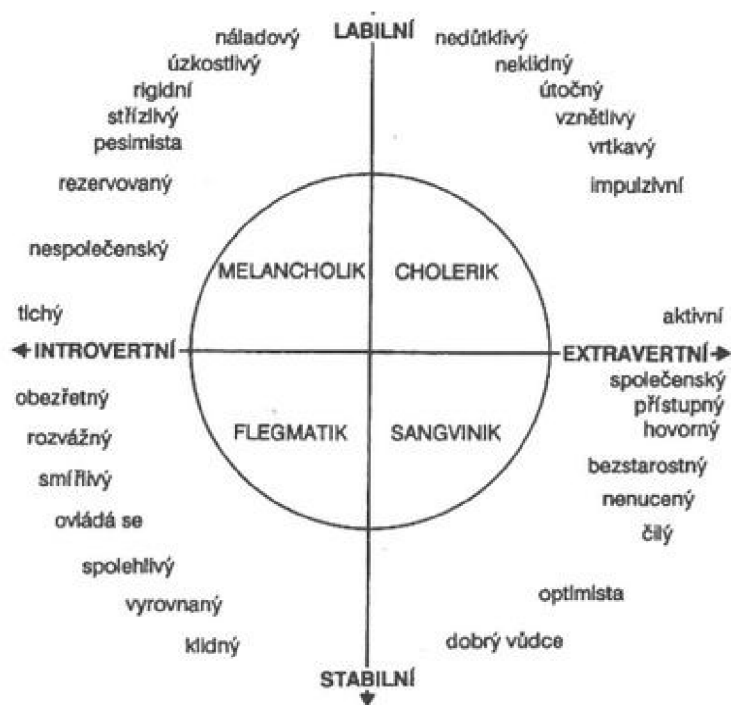 náladový
LABILNÍ
nedůtklivý
úzkostlivý
neklidný
rigidní
útočný
střízlivý
vznětlivý
pesimista
vrtkavý
rezervovaný
impulzivní
nespolečenský
MELANCHOLIK
CHOLERIK
tichý
aktivní
INTROVERTNÍ
EXTRAVERTNÍ
společenský
obezřetný
přístupný
hovorný
rozvážný
FLEGMATIK
SANGVINIK
bezstarostný
smířlivý
nenucený
ovládá se
čilý
spolehlivý
optimista
vyrovnaný
klidný
dobrý vůdce
STABILNÍ